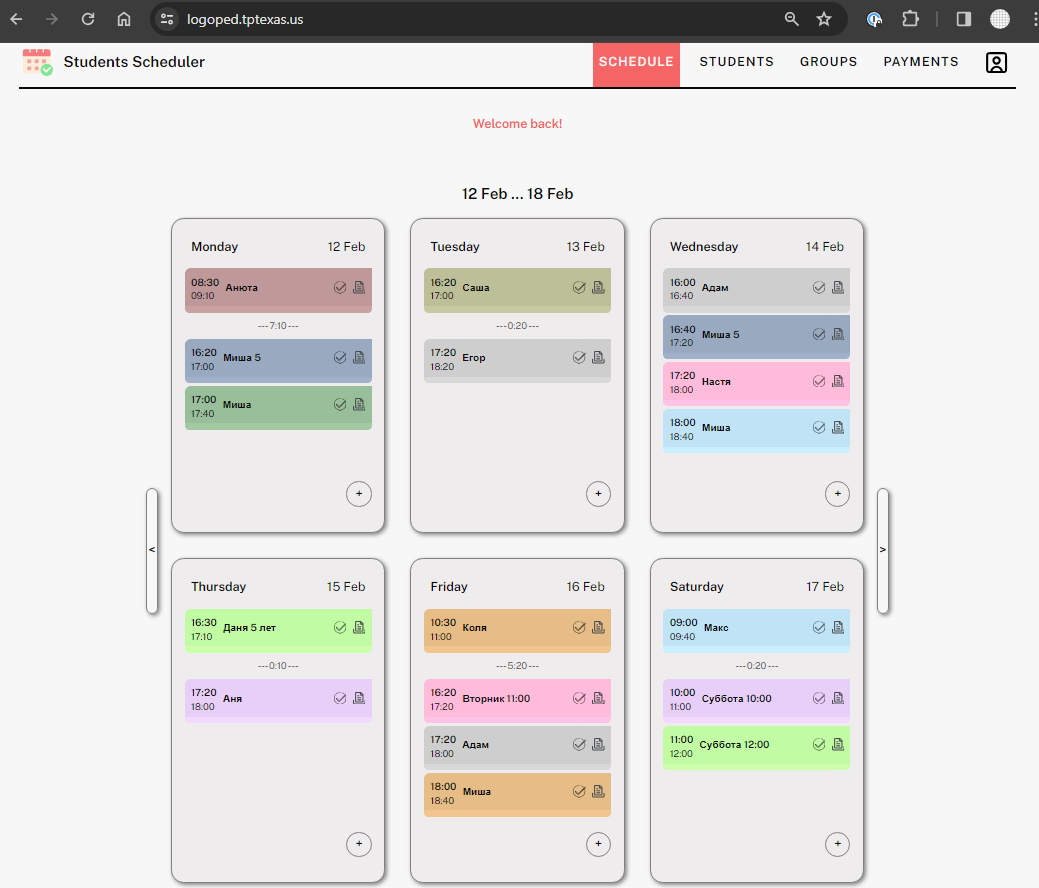 logoped.tptexas.us
Students Scheduler
SCHEDULE STUDENTS GROUPS PAYMENTS
Welcome back!
12 Feb ... 18 Feb
Monday 12 Feb
08:30 Анюта
09:10
---7:10---
16:20 Миша 5
17:00
17:00 Миша
17:40
+
Tuesday 13 Feb
16:20 Саша
17:00
---0:20---
17:20 Егор
18:20
+
Wednesday 14 Feb
16:00 Адам
16:40
16:40 Миша 5
17:20
17:20 Настя
18:00
18:00 Миша
18:40
+
<
>
Thursday 15 Feb
16:30 Даня 5 лет
17:10
---0:10---
17:20 Аня
18:00
+
Friday 16 Feb
10:30 Коля
11:00
---5:20---
16:20 Вторник 11:00
17:20
17:20 Адам
18:00
18:00 Миша
18:40
+
Saturday 17 Feb
09:00 Макс
09:40
---0:20---
10:00 Суббота 10:00
11:00
11:00 Суббота 12:00
12:00
+